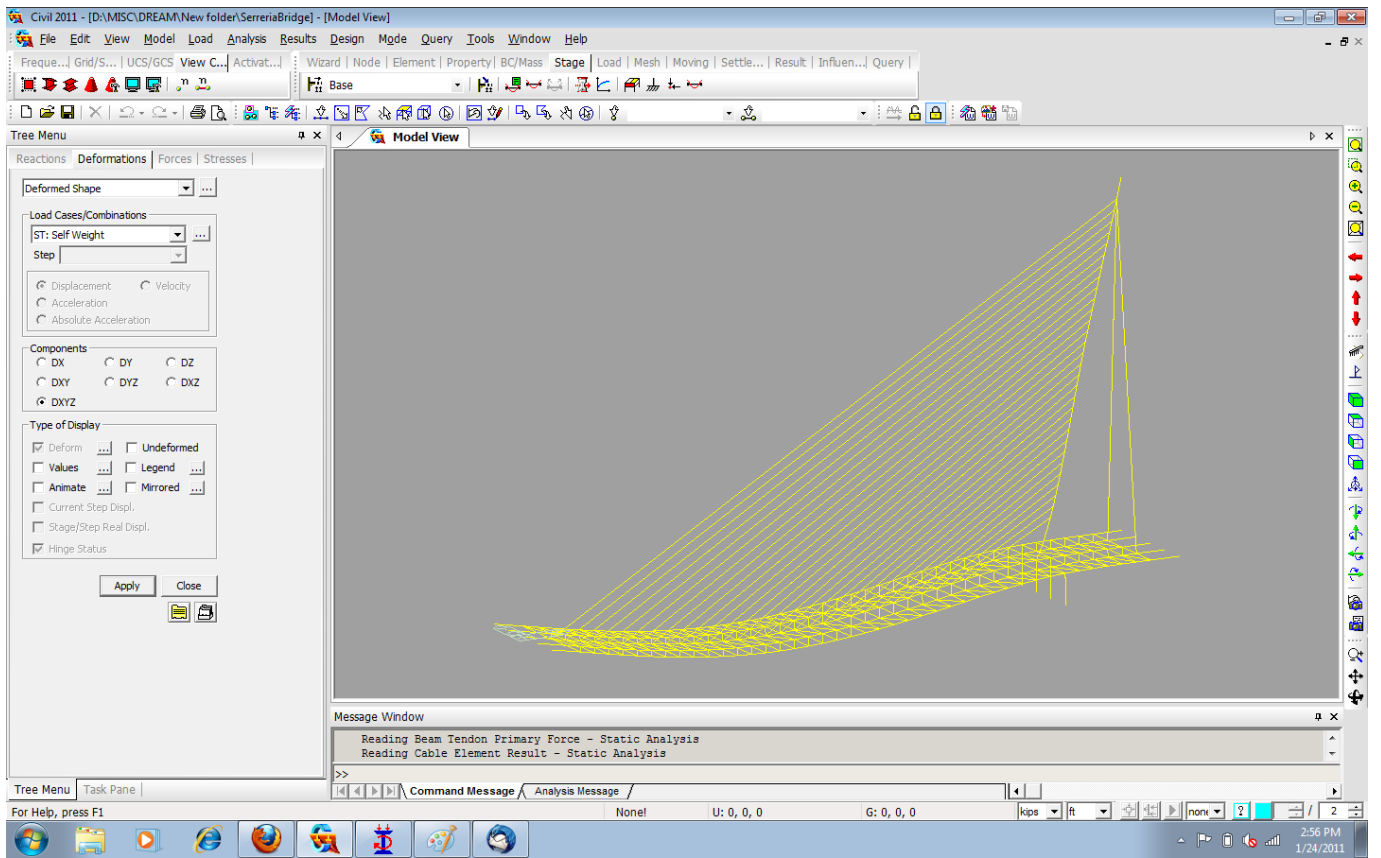 Civil 2011 - [D:\MISC\DREAM\New folder\SerreriaBridge] - [Model View]
File Edit View Model Load Analysis Results Design Mode Query Tools Window Help
Freque... Grid/S... UCS/GCS View C... Activat... Wizard Node Element Property BC/Mass Stage Load Mesh Moving Settle... Result Influen... Query
Base
Tree Menu
Model View
Reactions Deformations Forces Stresses
Deformed Shape ...
Load Cases/Combinations
ST: Self Weight ...
Step
Displacement Velocity
Acceleration
Absolute Acceleration
Components
DX DY DZ
DXY DYZ DXZ
DXYZ
Type of Display
Deform ... Undeformed
Values ... Legend ...
Animate ... Mirrored ...
Current Step Displ.
Stage/Step Real Displ.
Hinge Status
Apply Close
Message Window
Reading Beam Tendon Primary Force - Static Analysis
Reading Cable Element Result - Static Analysis
>>
Tree Menu Task Pane
Command Message Analysis Message
For Help, press F1 None! U: 0, 0, 0 G: 0, 0, 0 kips ft none ? / 2
2:56 PM
1/24/2011